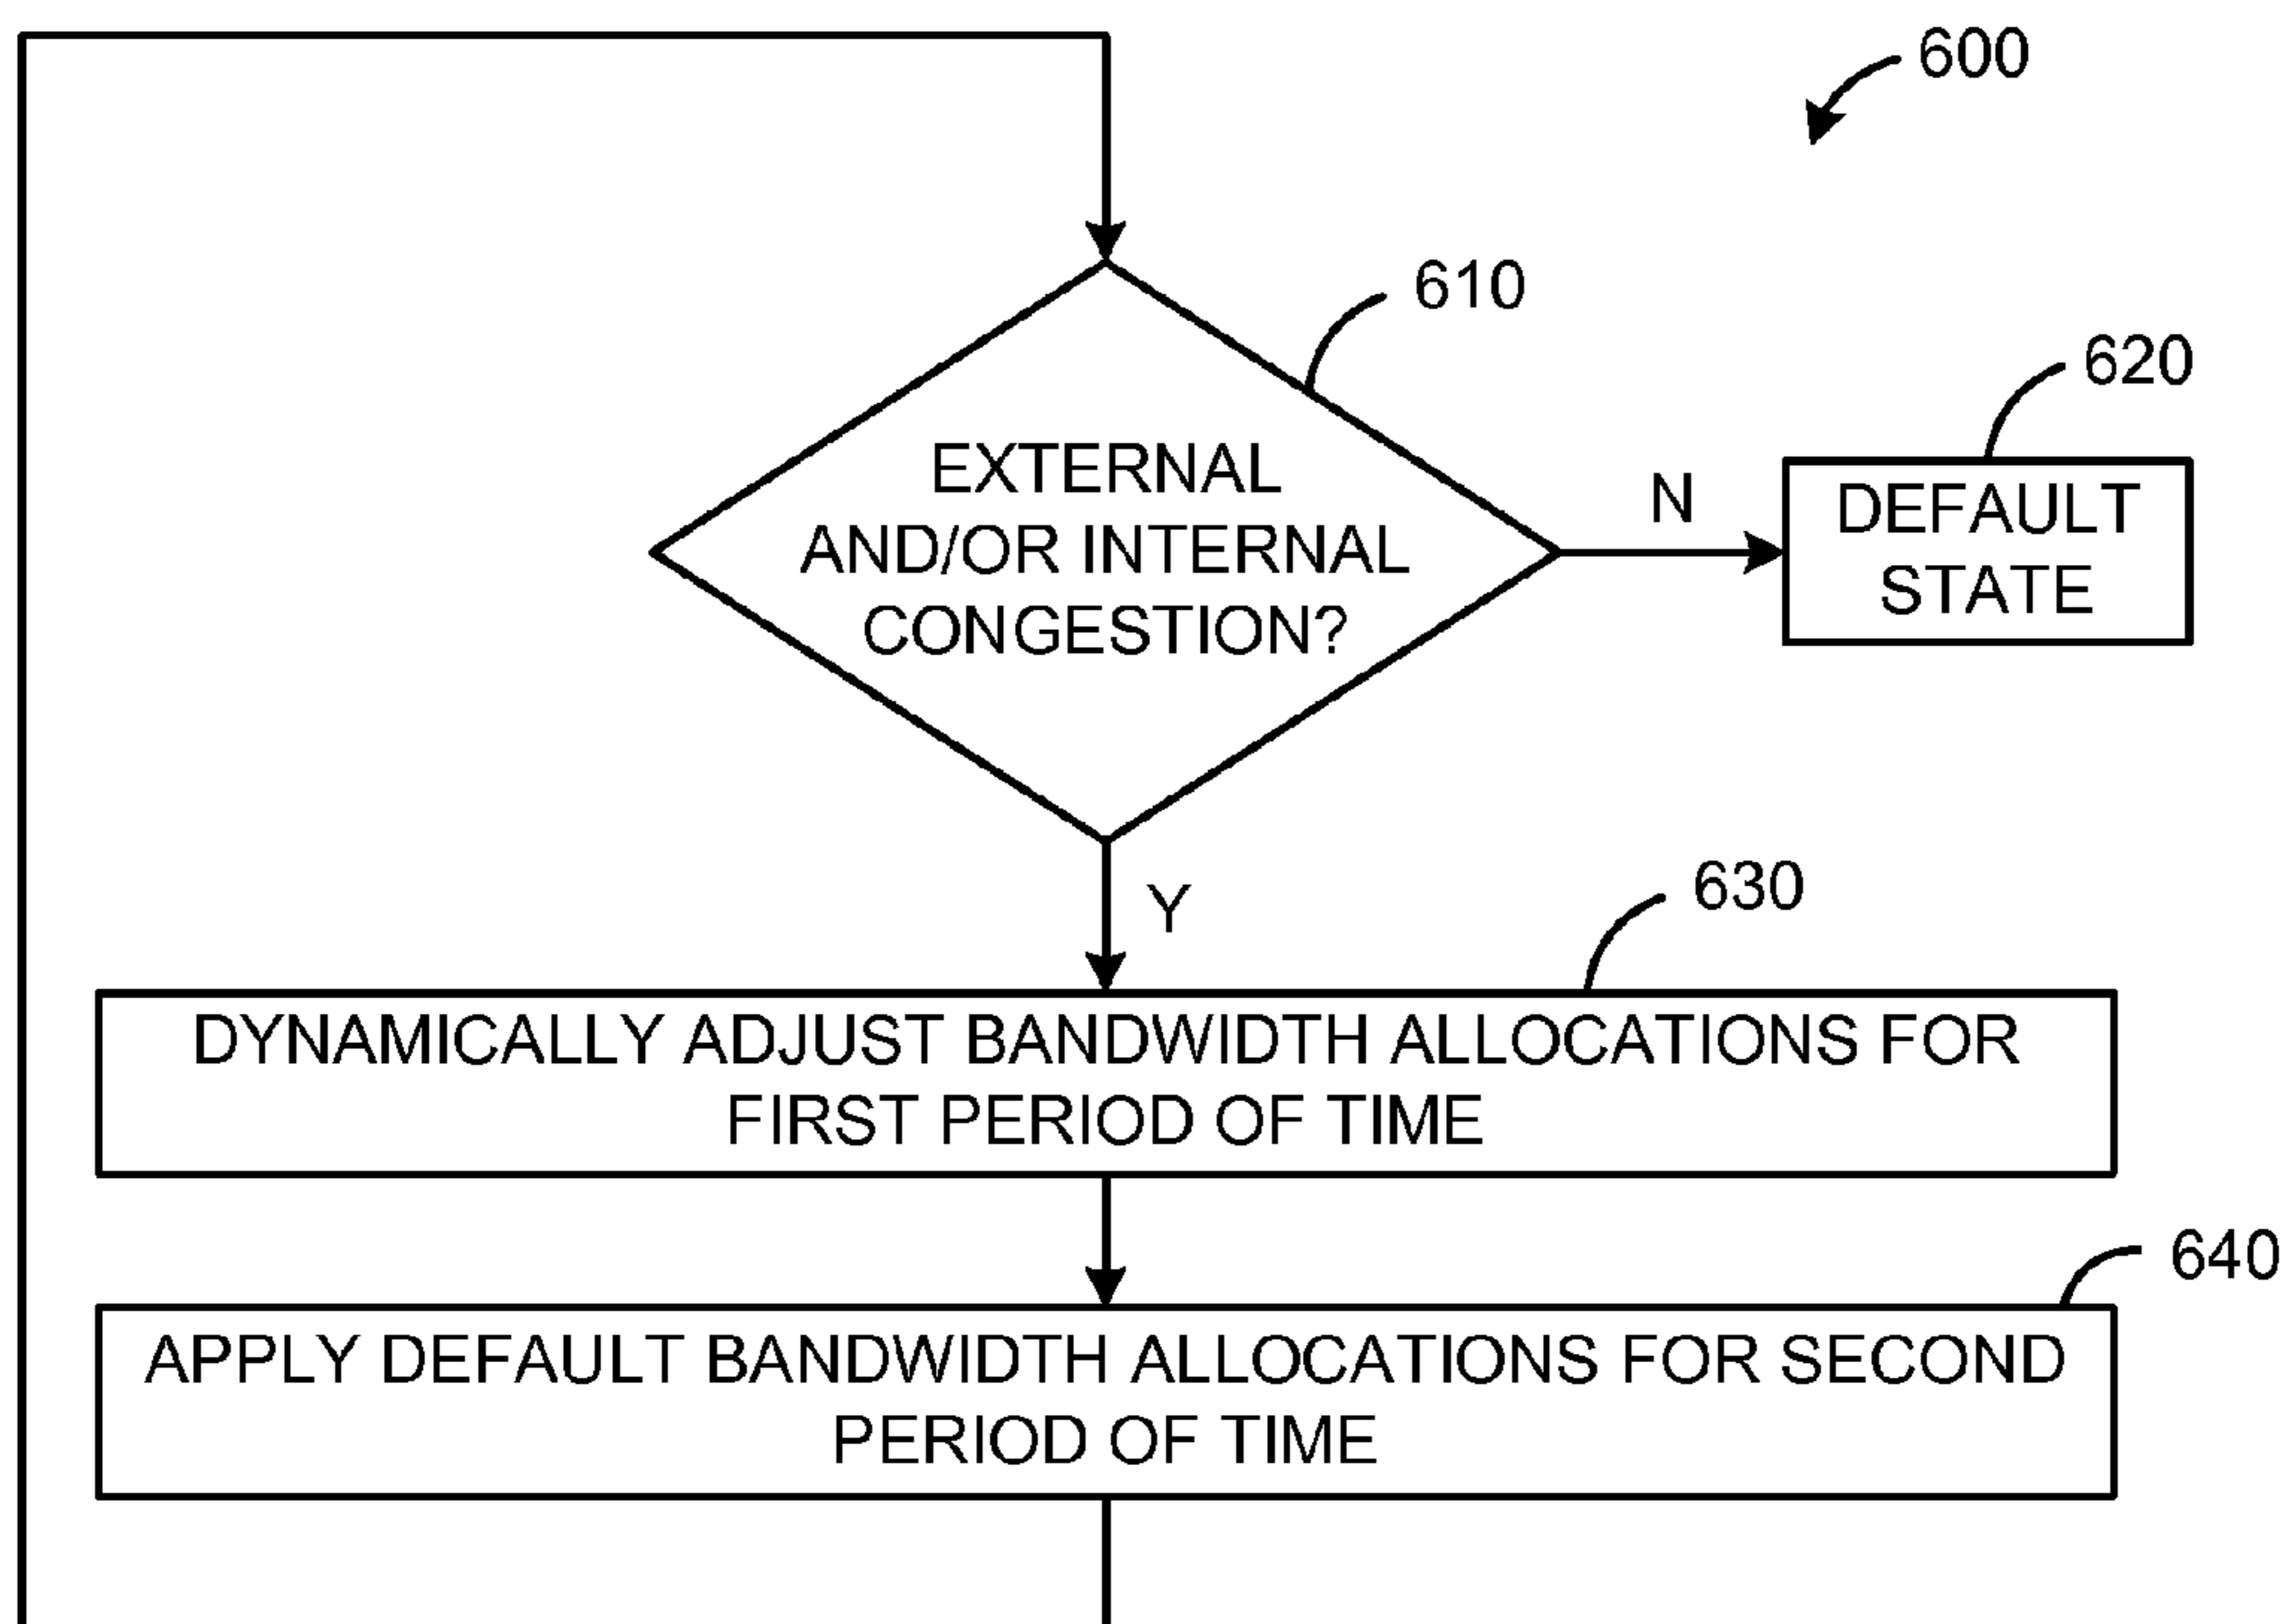 600
610
EXTERNAL
AND/OR INTERNAL
CONGESTION?
620
N
DEFAULT
STATE
Y
630
DYNAMICALLY ADJUST BANDWIDTH ALLOCATIONS FOR
FIRST PERIOD OF TIME
640
APPLY DEFAULT BANDWIDTH ALLOCATIONS FOR SECOND
PERIOD OF TIME